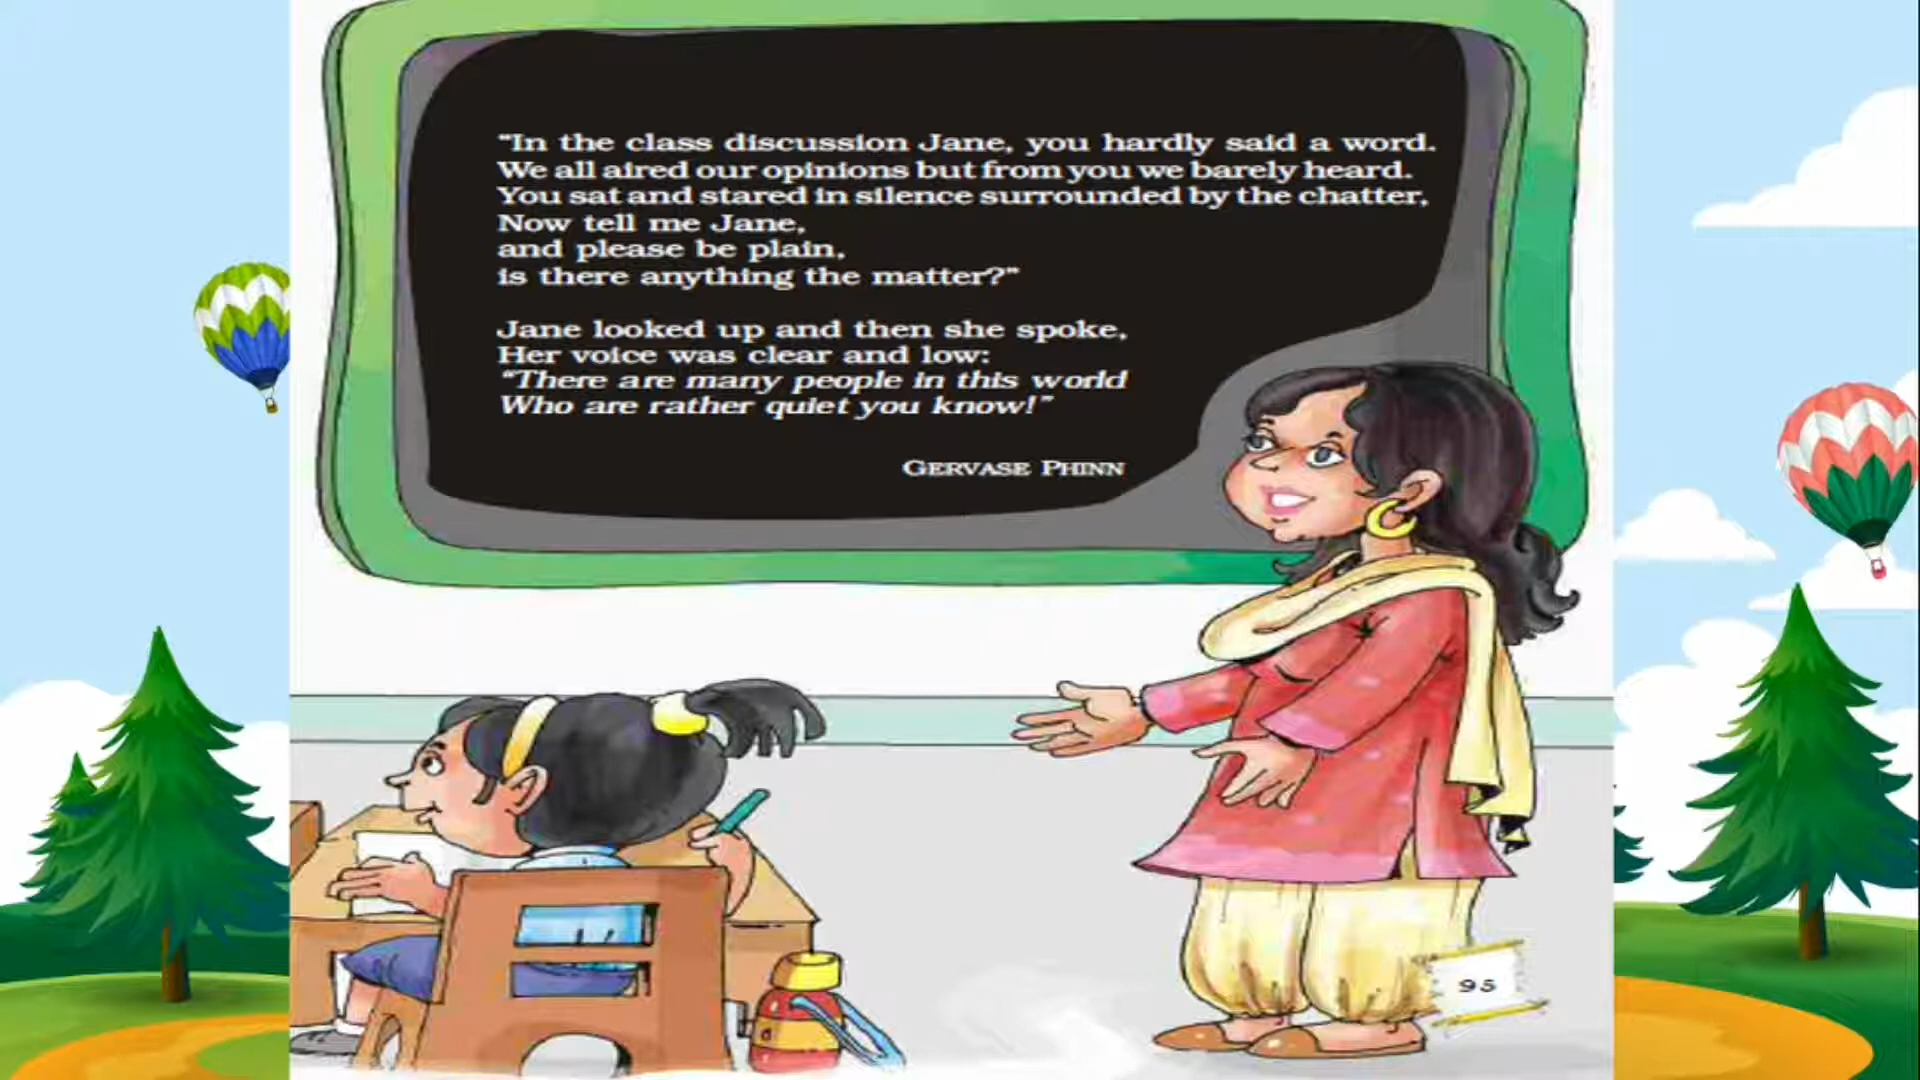 “In the class discussion Jane, you hardly said a word.
We all aired our opinions but from you we barely heard.
You sat and stared in silence surrounded by the chatter,
Now tell me Jane,
and please be plain,
is there anything the matter?”
Jane looked up and then she spoke,
Her voice was clear and low:
“There are many people in this world
Who are rather quiet you know!”
GERVASE PHINN
95